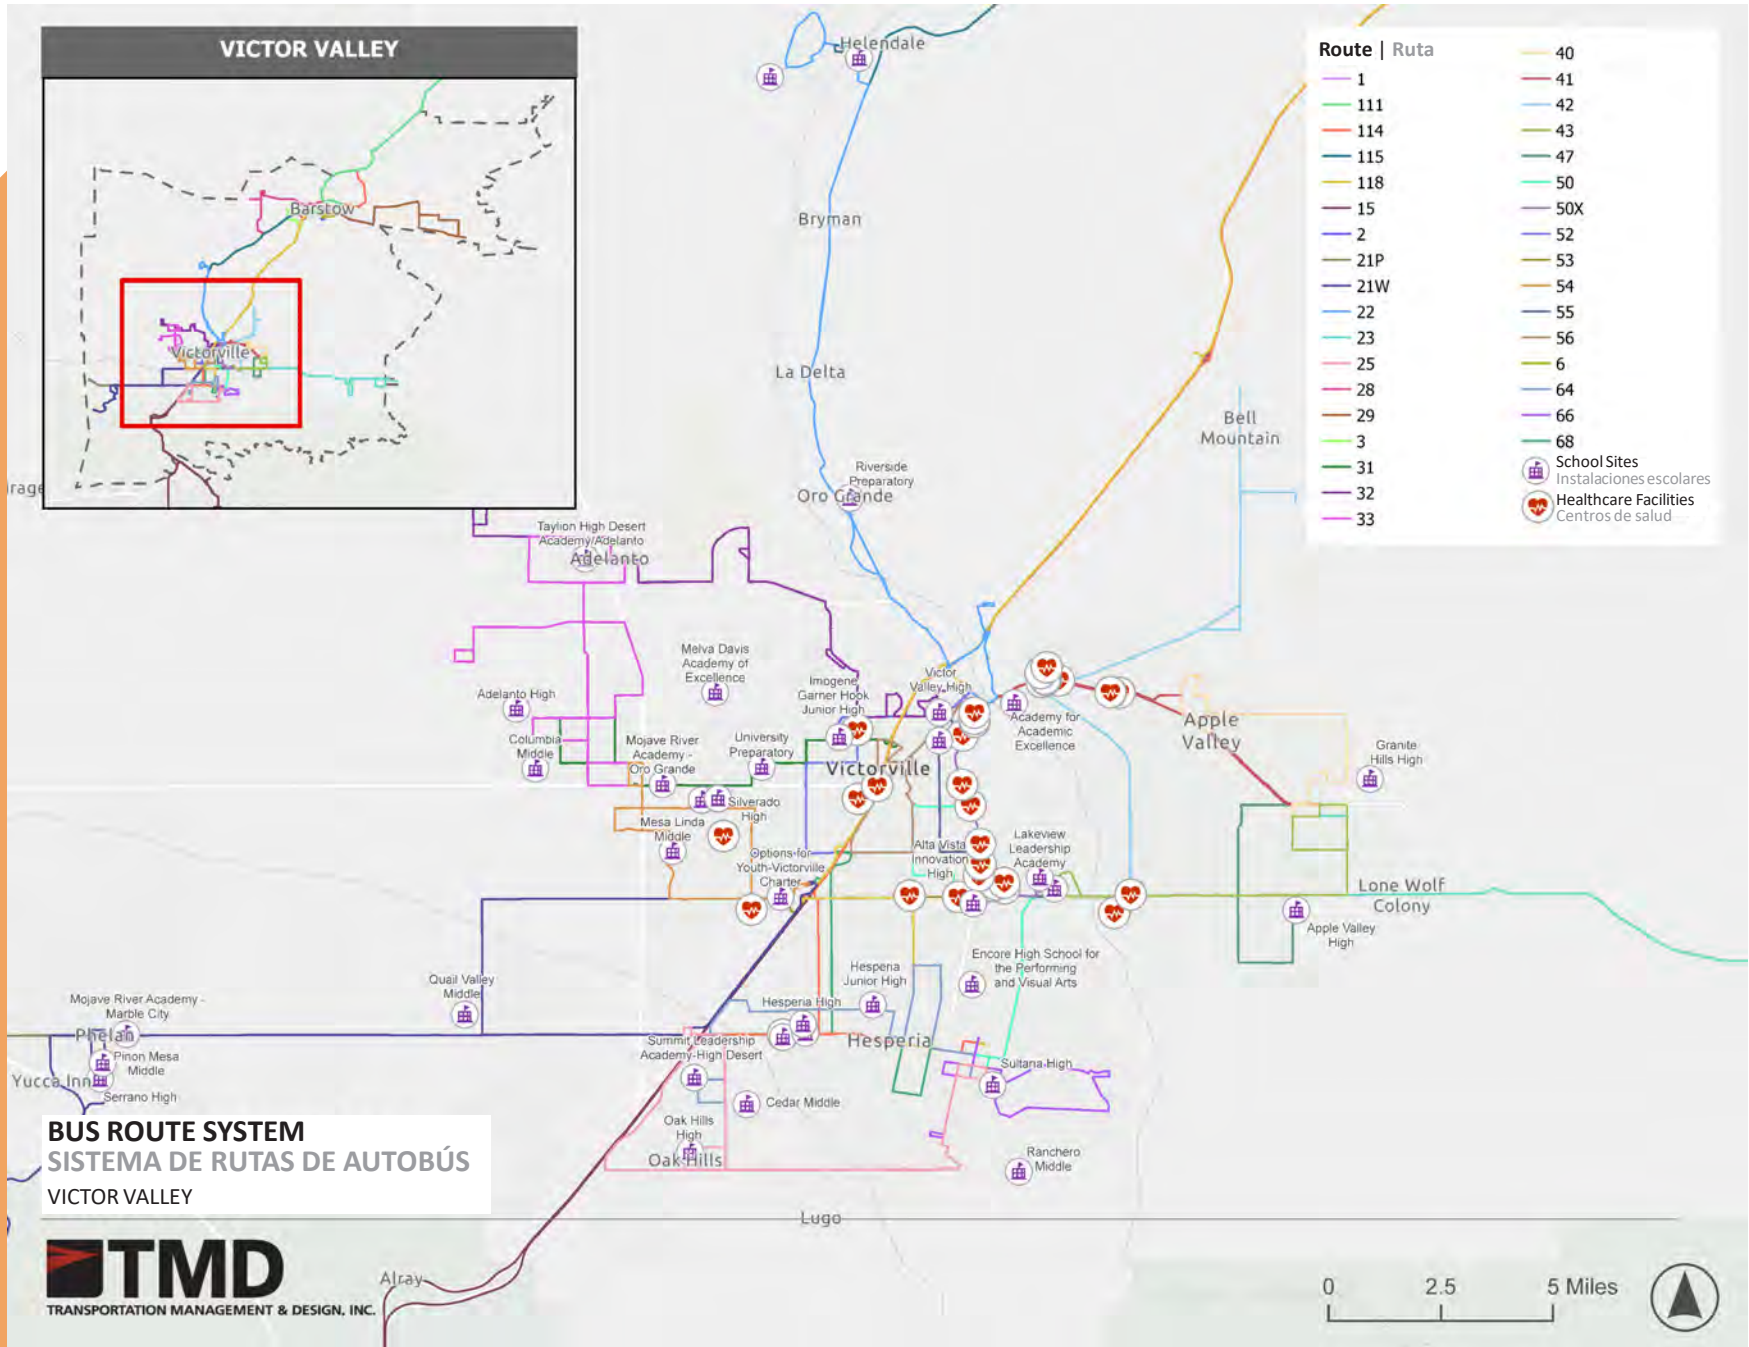 VICTOR VALLEY
Barstow
Victorville
Helendale
Bryman
La Delta
Bell
Mountain
Riverside
Preparatory
Oro Grande
Taylion High Desert
Academy/Adelanto
Adelanto
Melva Davis
Academy of
Excellence
Victor
Valley High
Imogene
Garner Hook
Junior High
Adelanto High
Academy for
Academic
Excellence
Apple
Valley
Columbia
Middle
Mojave River
Academy -
Oro Grande
University
Preparatory
Victorville
Granite
Hills High
Silverado
High
Mesa Linda
Middle
Options for
Youth-Victorville
Charter
Alta Vista
Innovation
High
Lakeview
Leadership
Academy
Lone Wolf
Colony
Apple Valley
High
Encore High School for
the Performing
and Visual Arts
Hesperia
Junior High
Hesperia High
Quail Valley
Middle
Mojave River Academy -
Marble City
Phelan
Pinon Mesa
Middle
Yucca Inn
Serrano High
Summit Leadership
Academy-High Desert
Hesperia
Sultana High
Cedar Middle
Oak Hills
High
Oak Hills
Ranchero
Middle
Lugo
Alray
Route | Ruta
1
111
114
115
118
15
2
21P
21W
22
23
25
28
29
3
31
32
33
40
41
42
43
47
50
50X
52
53
54
55
56
6
64
66
68
School Sites
Instalaciones escolares
Healthcare Facilities
Centros de salud
BUS ROUTE SYSTEM
SISTEMA DE RUTAS DE AUTOBÚS
VICTOR VALLEY
TMD
TRANSPORTATION MANAGEMENT & DESIGN, INC.
0 2.5 5 Miles